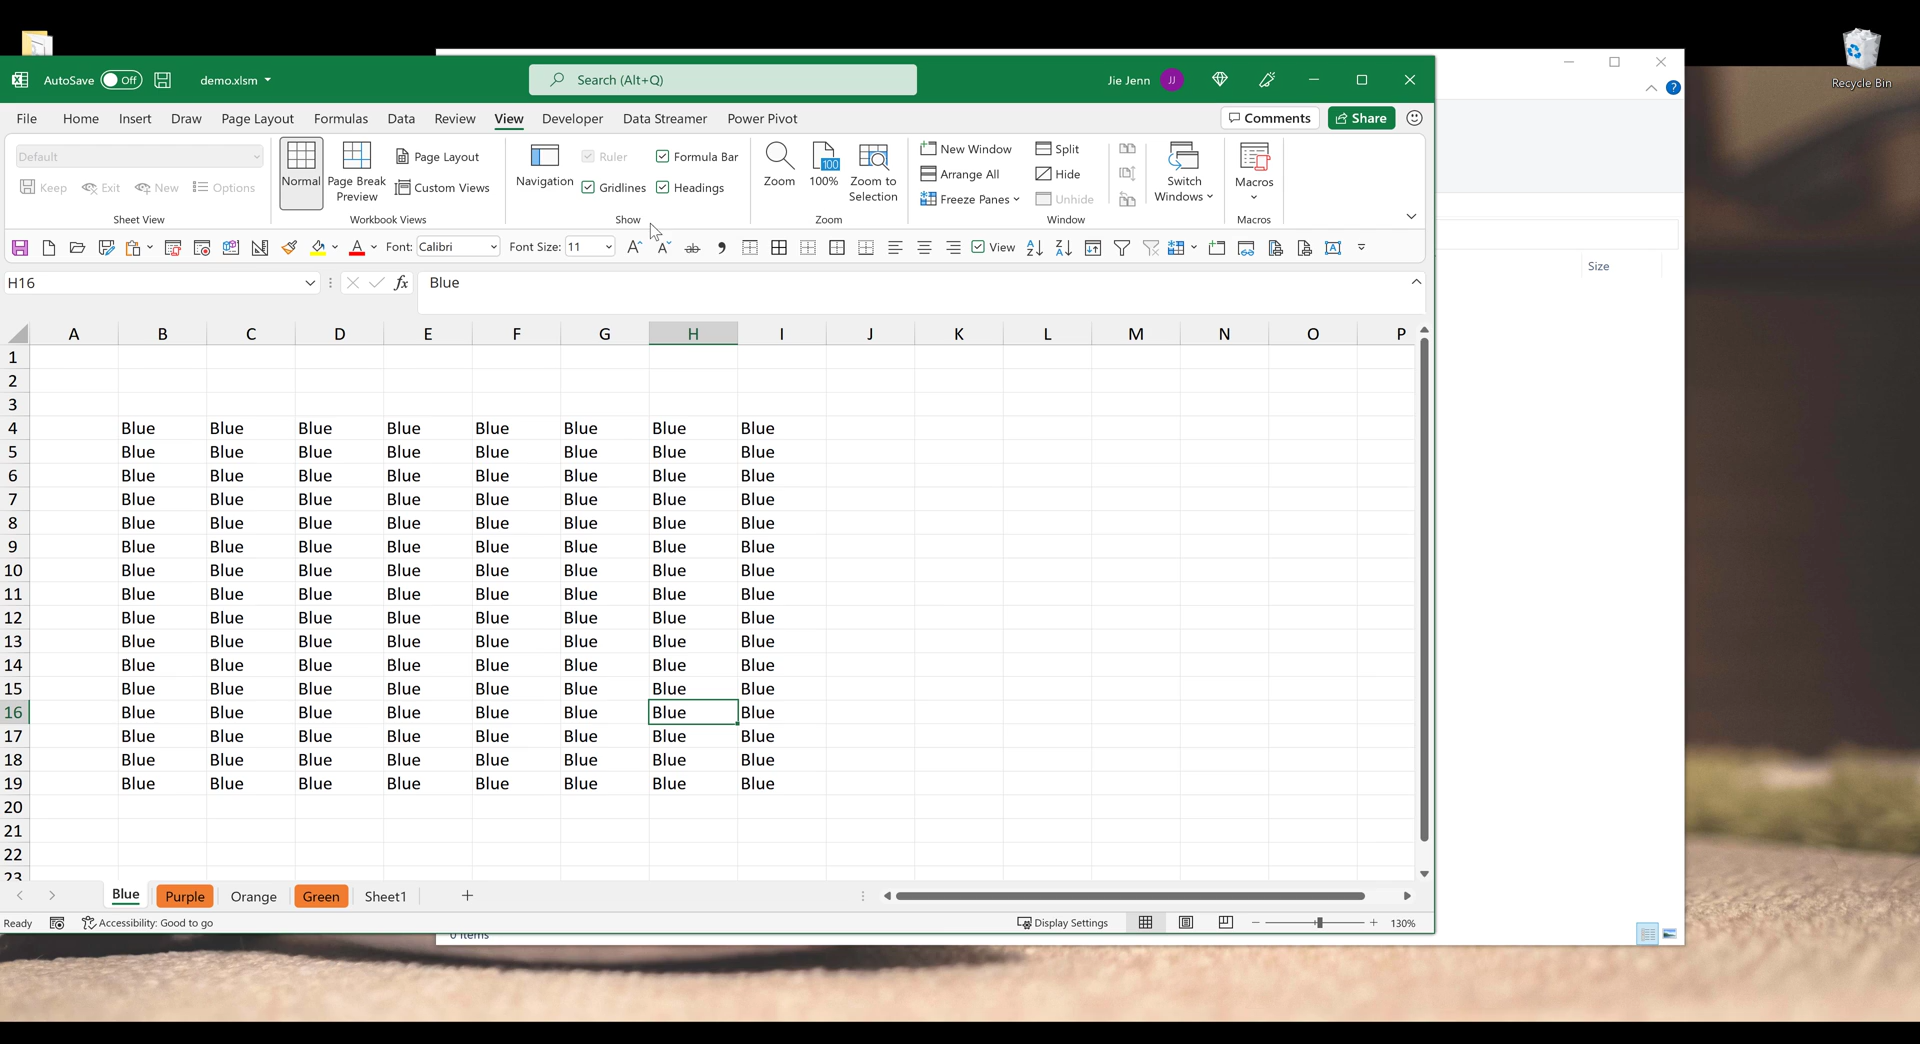 Recycle Bin
AutoSave Off demo.xlsm Search (Alt+Q) Jie Jenn JJ
File Home Insert Draw Page Layout Formulas Data Review View Developer Data Streamer Power Pivot Comments Share
Default
Keep Exit New Options
Sheet View
Normal Page Break Preview Page Layout Custom Views
Workbook Views
Navigation Ruler Formula Bar Gridlines Headings
Show
Zoom 100 100% Zoom to Selection
Zoom
New Window Split
Arrange All Hide
Freeze Panes Unhide
Switch Windows
Window
Macros
Macros
Font: Calibri Font Size: 11 View
Size
H16 fx Blue
A B C D E F G H I J K L M N O P
1
2
3
4 Blue Blue Blue Blue Blue Blue Blue Blue
5 Blue Blue Blue Blue Blue Blue Blue Blue
6 Blue Blue Blue Blue Blue Blue Blue Blue
7 Blue Blue Blue Blue Blue Blue Blue Blue
8 Blue Blue Blue Blue Blue Blue Blue Blue
9 Blue Blue Blue Blue Blue Blue Blue Blue
10 Blue Blue Blue Blue Blue Blue Blue Blue
11 Blue Blue Blue Blue Blue Blue Blue Blue
12 Blue Blue Blue Blue Blue Blue Blue Blue
13 Blue Blue Blue Blue Blue Blue Blue Blue
14 Blue Blue Blue Blue Blue Blue Blue Blue
15 Blue Blue Blue Blue Blue Blue Blue Blue
16 Blue Blue Blue Blue Blue Blue Blue Blue
17 Blue Blue Blue Blue Blue Blue Blue Blue
18 Blue Blue Blue Blue Blue Blue Blue Blue
19 Blue Blue Blue Blue Blue Blue Blue Blue
20
21
22
23
Blue Purple Orange Green Sheet1
Ready Accessibility: Good to go Display Settings 130%
0 items